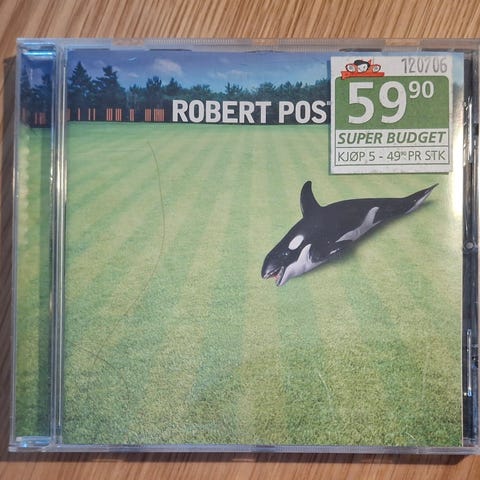 ROBERT POST
120706
59 90
SUPER BUDGET
KJØP 5 - 49 90 PR STK